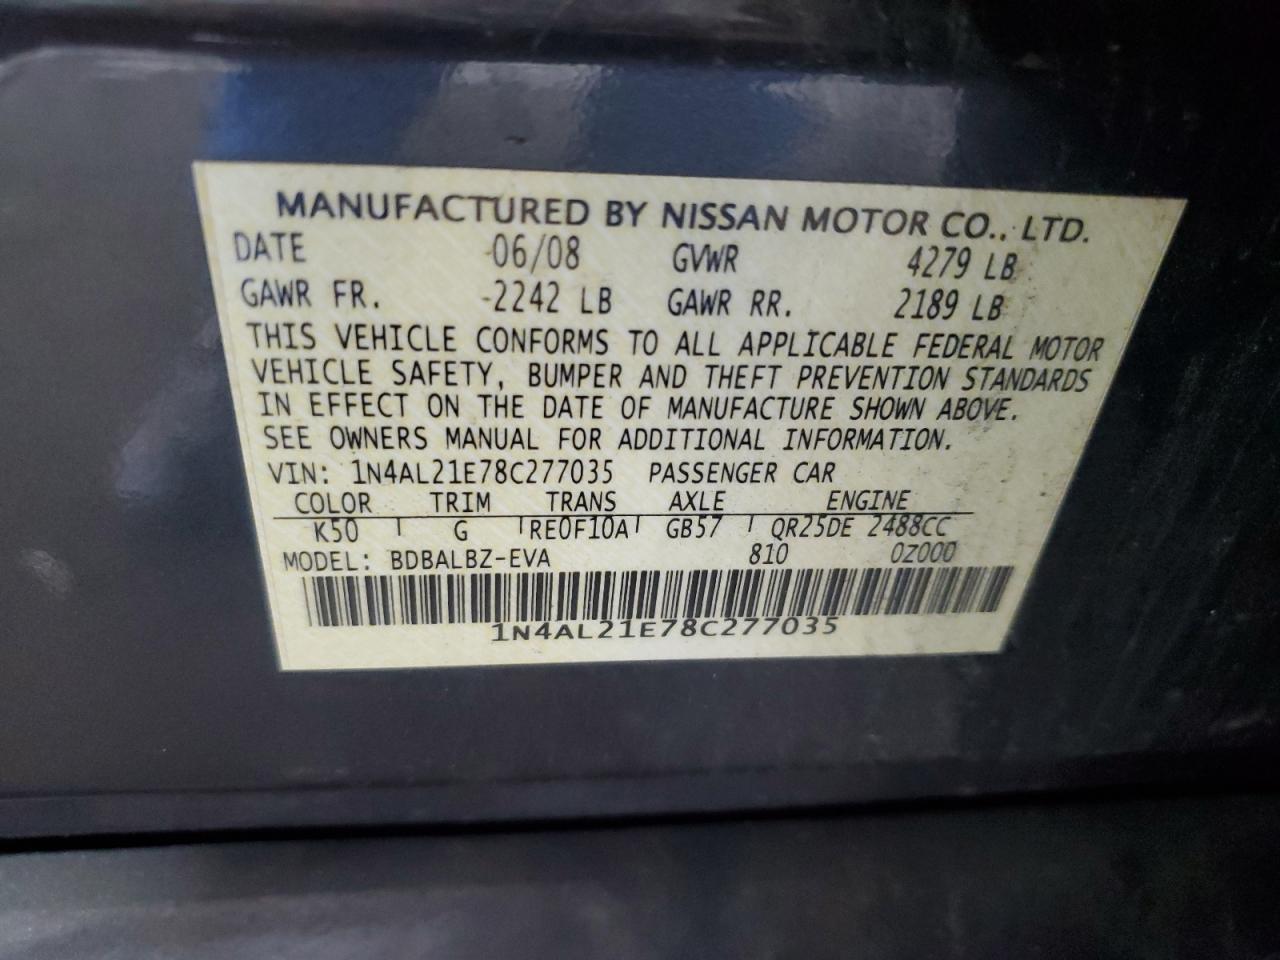 MANUFACTURED BY NISSAN MOTOR CO., LTD.
DATE 06/08 GVWR 4279 LB
GAWR FR. 2242 LB GAWR RR. 2189 LB
THIS VEHICLE CONFORMS TO ALL APPLICABLE FEDERAL MOTOR
VEHICLE SAFETY, BUMPER AND THEFT PREVENTION STANDARDS
IN EFFECT ON THE DATE OF MANUFACTURE SHOWN ABOVE.
SEE OWNERS MANUAL FOR ADDITIONAL INFORMATION.
VIN: 1N4AL21E78C277035 PASSENGER CAR
COLOR TRIM TRANS AXLE ENGINE
K50 G RE0F10A GB57 QR25DE 2488CC
MODEL: BDBALBZ-EVA 810 0Z000
1N4AL21E78C277035